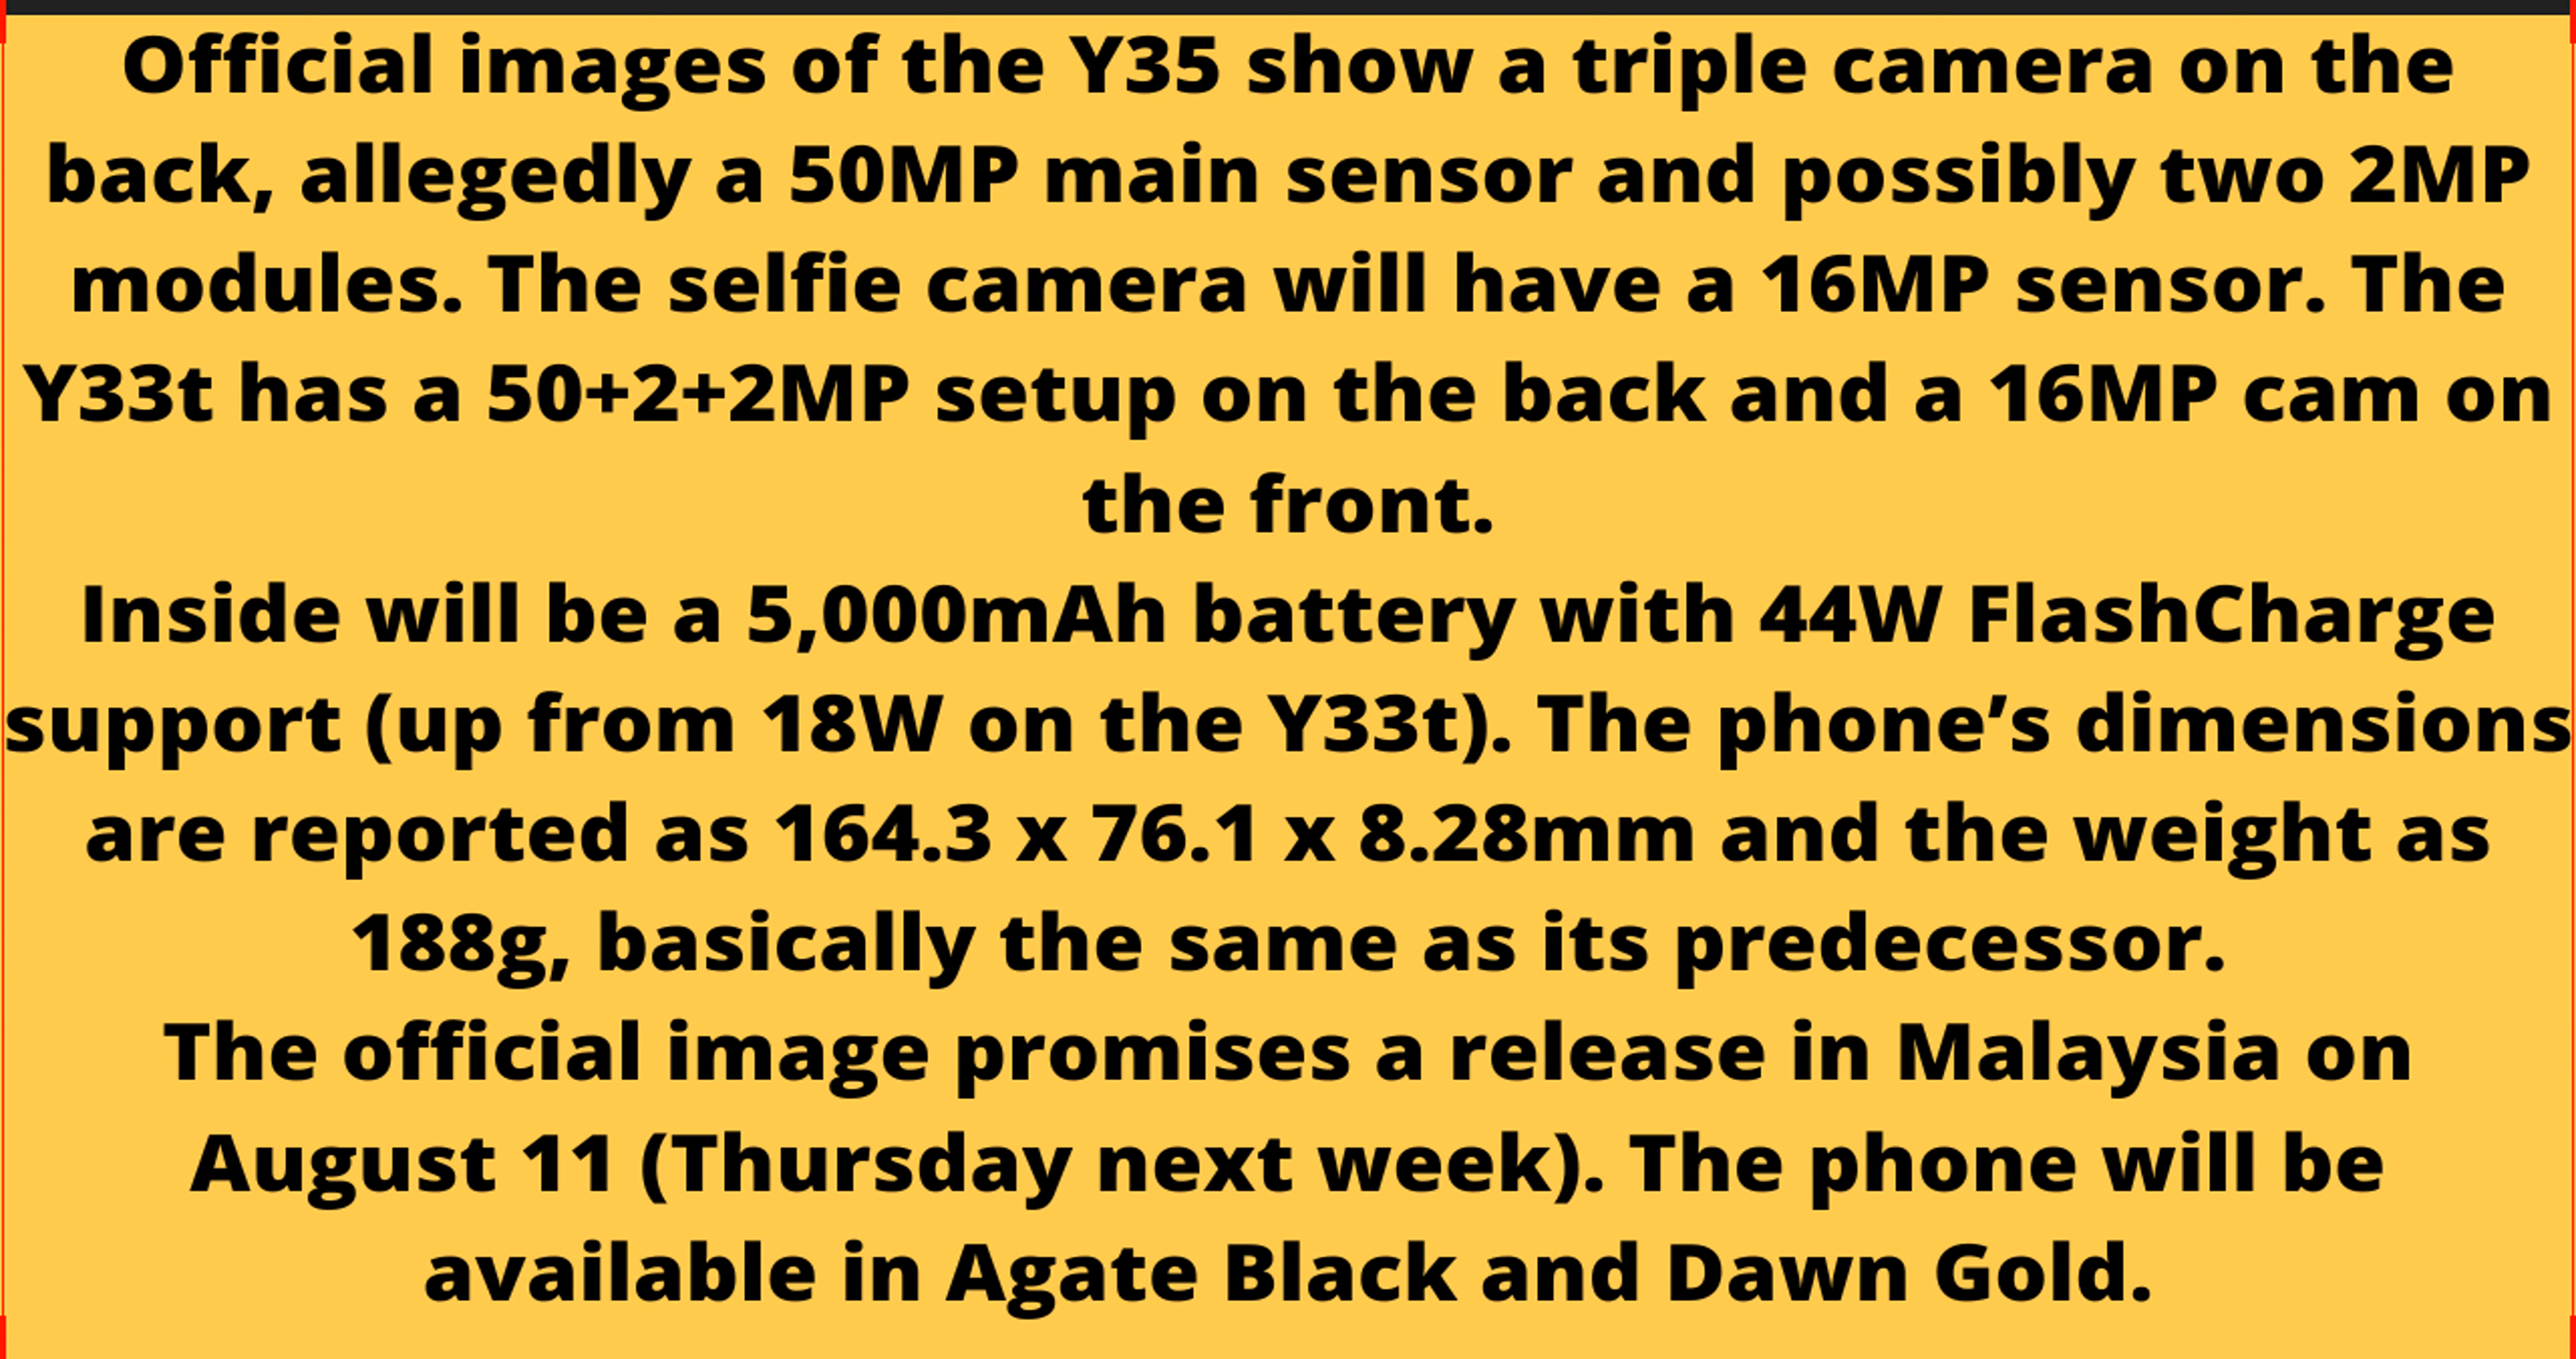 Official images of the Y35 show a triple camera on the
back, allegedly a 50MP main sensor and possibly two 2MP
modules. The selfie camera will have a 16MP sensor. The
Y33t has a 50+2+2MP setup on the back and a 16MP cam on
the front.
Inside will be a 5,000mAh battery with 44W FlashCharge
support (up from 18W on the Y33t). The phone’s dimensions
are reported as 164.3 x 76.1 x 8.28mm and the weight as
188g, basically the same as its predecessor.
The official image promises a release in Malaysia on
August 11 (Thursday next week). The phone will be
available in Agate Black and Dawn Gold.